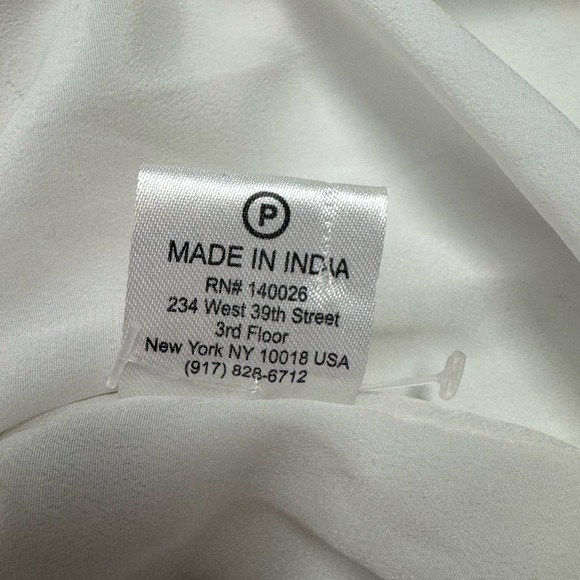 P
MADE IN INDIA
RN# 140026
234 West 39th Street
3rd Floor
New York NY 10018 USA
(917) 828-6712